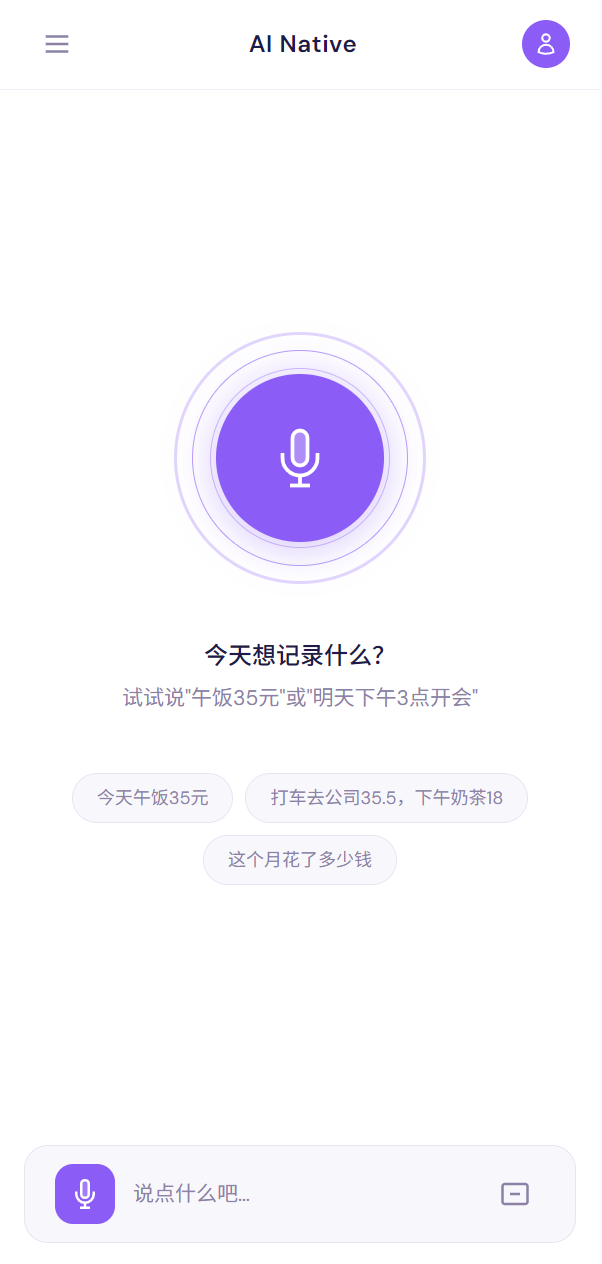 AI Native
今天想记录什么？
试试说"午饭35元"或"明天下午3点开会"
今天午饭35元
打车去公司35.5，下午奶茶18
这个月花了多少钱
说点什么吧...